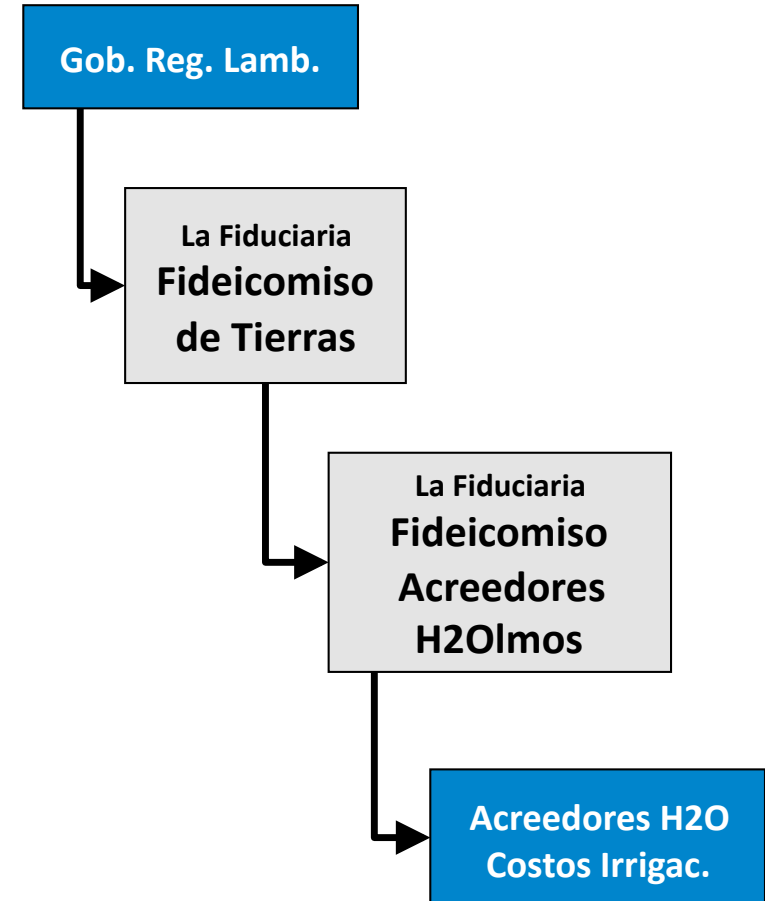 Gob. Reg. Lamb.
La Fiduciaria
Fideicomiso
de Tierras
La Fiduciaria
Fideicomiso
Acreedores
H2Olmos
Acreedores H2O
Costos Irrigac.